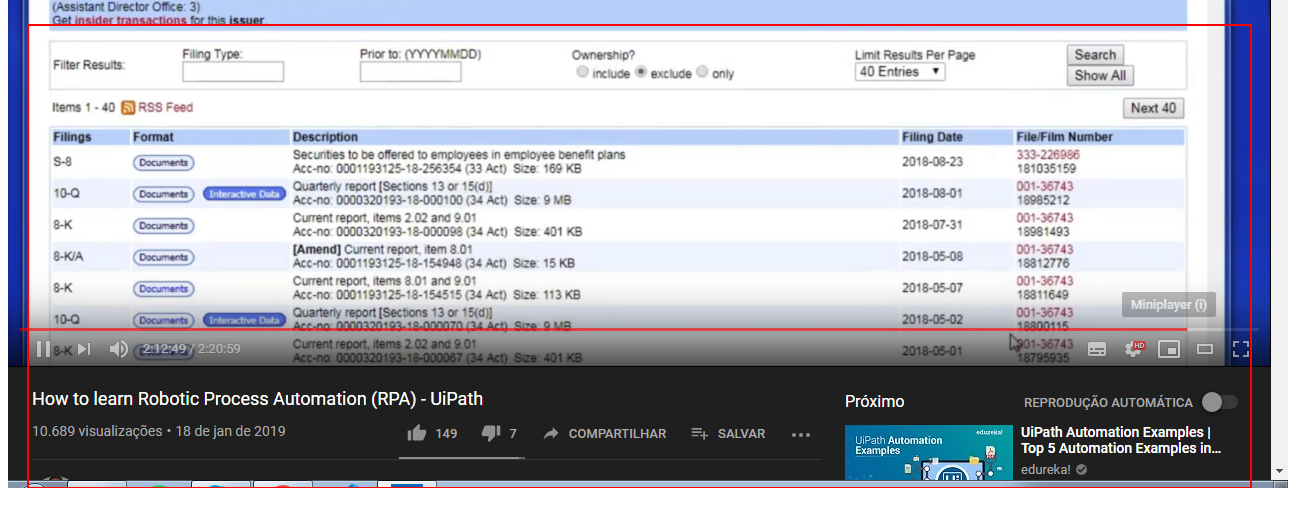 (Assistant Director Office: 3)
Get insider transactions for this issuer.
Filter Results:
Filing Type:
Prior to: (YYYYMMDD)
Ownership?
include exclude only
Limit Results Per Page
40 Entries
Search
Show All
Items 1 - 40 RSS Feed
Next 40
Filings Format Description Filing Date File/Film Number
S-8 Documents Securities to be offered to employees in employee benefit plans 2018-08-23 333-226986
Acc-no: 0001193125-18-256354 (33 Act) Size: 169 KB 181035159
10-Q Documents Interactive Data Quarterly report [Sections 13 or 15(d)] 2018-08-01 001-36743
Acc-no: 0000320193-18-000100 (34 Act) Size: 9 MB 18985212
8-K Documents Current report, items 2.02 and 9.01 2018-07-31 001-36743
Acc-no: 0000320193-18-000098 (34 Act) Size: 401 KB 18981493
8-K/A Documents [Amend] Current report, item 8.01 2018-05-08 001-36743
Acc-no: 0001193125-18-154948 (34 Act) Size: 15 KB 18812776
8-K Documents Current report, items 8.01 and 9.01 2018-05-07 001-36743
Acc-no: 0001193125-18-154515 (34 Act) Size: 113 KB 18811649
Miniplayer (i)
10-Q Documents Interactive Data Quarterly report [Sections 13 or 15(d)] 2018-05-02 001-36743
Acc-no: 0000320193-18-000070 (34 Act) Size: 9 MB 18800115
8-K Documents Current report, items 2.02 and 9.01 2018-05-01 001-36743
Acc-no: 0000320193-18-000067 (34 Act) Size: 401 KB 18795935
2:12:49 / 2:20:59
HD
How to learn Robotic Process Automation (RPA) - UiPath
10.689 visualizações • 18 de jan de 2019
149 7 COMPARTILHAR SALVAR
Próximo
REPRODUÇÃO AUTOMÁTICA
UiPath Automation
Examples
edureka!
Ui
UiPath Automation Examples |
Top 5 Automation Examples in...
edureka!